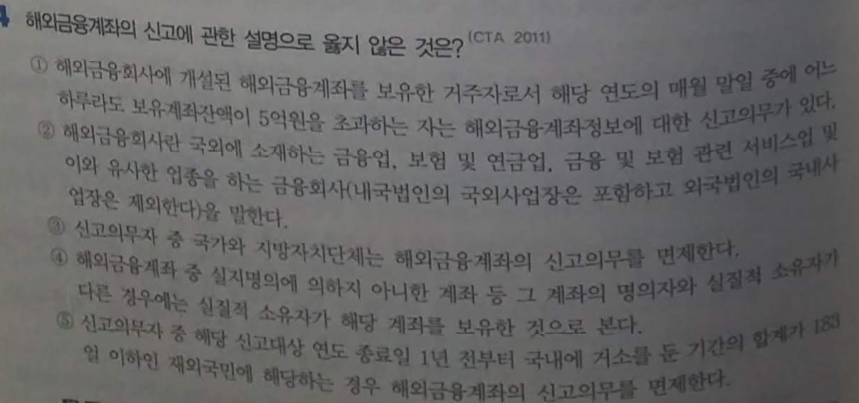 4 해외금융계좌의 신고에 관한 설명으로 옳지 않은 것은?(CTA 2011)
① 해외금융회사에 개설된 해외금융계좌를 보유한 거주자로서 해당 연도의 매월 말일 중에 어느
하루라도 보유계좌잔액이 5억원을 초과하는 자는 해외금융계좌정보에 대한 신고의무가 있다.
② 해외금융회사란 국외에 소재하는 금융업, 보험 및 연금업, 금융 및 보험 관련 서비스업 및
이와 유사한 업종을 하는 금융회사(내국법인의 국외사업장은 포함하고 외국법인의 국내사
업장은 제외한다)을 말한다.
③ 신고의무자 중 국가와 지방자치단체는 해외금융계좌의 신고의무를 면제한다.
④ 해외금융계좌 중 실지명의에 의하지 아니한 계좌 등 그 계좌의 명의자와 실질적 소유자가
다른 경우에는 실질적 소유자가 해당 계좌를 보유한 것으로 본다.
⑤ 신고의무자 중 해당 신고대상 연도 종료일 1년 전부터 국내에 거소를 둔 기간의 합계가 183
일 이하인 재외국민에 해당하는 경우 해외금융계좌의 신고의무를 면제한다.